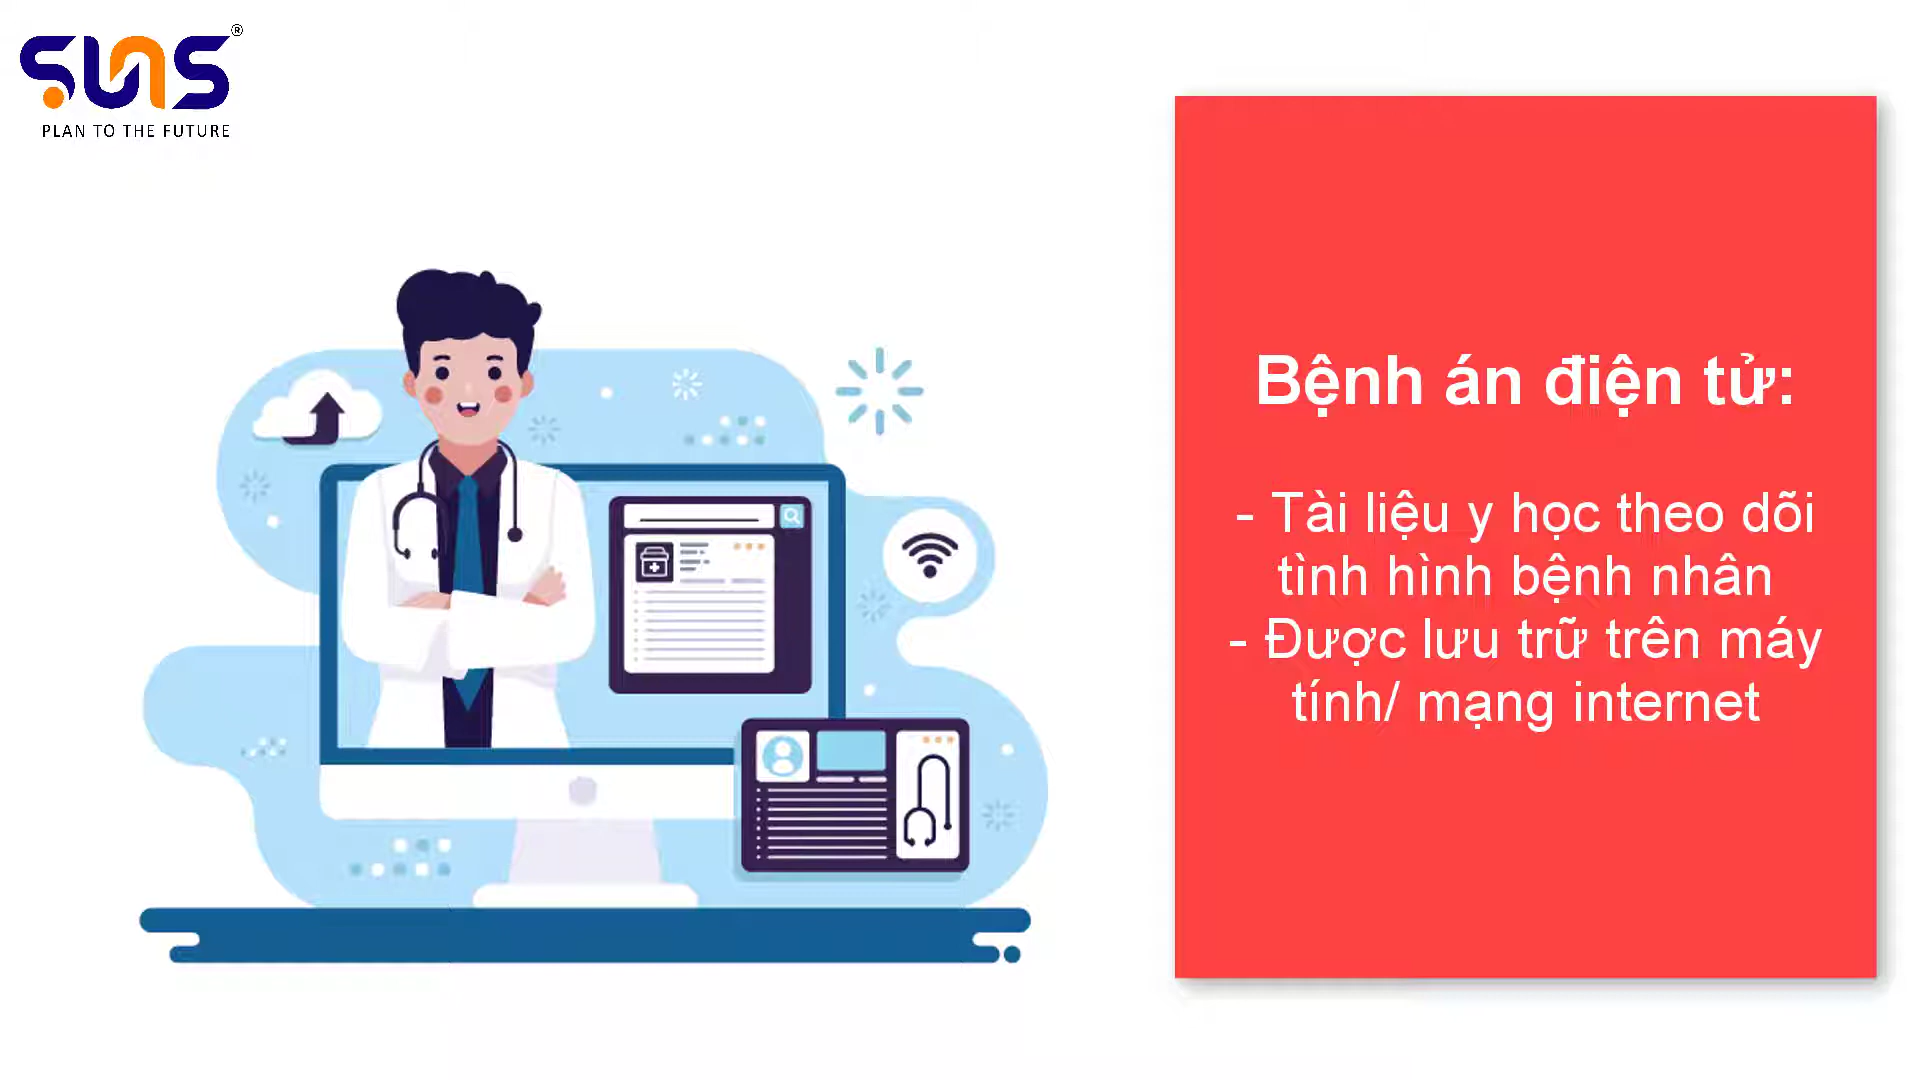 SUNS®
PLAN TO THE FUTURE
Bệnh án điện tử:
- Tài liệu y học theo dõi
tình hình bệnh nhân
- Được lưu trữ trên máy
tính/ mạng internet